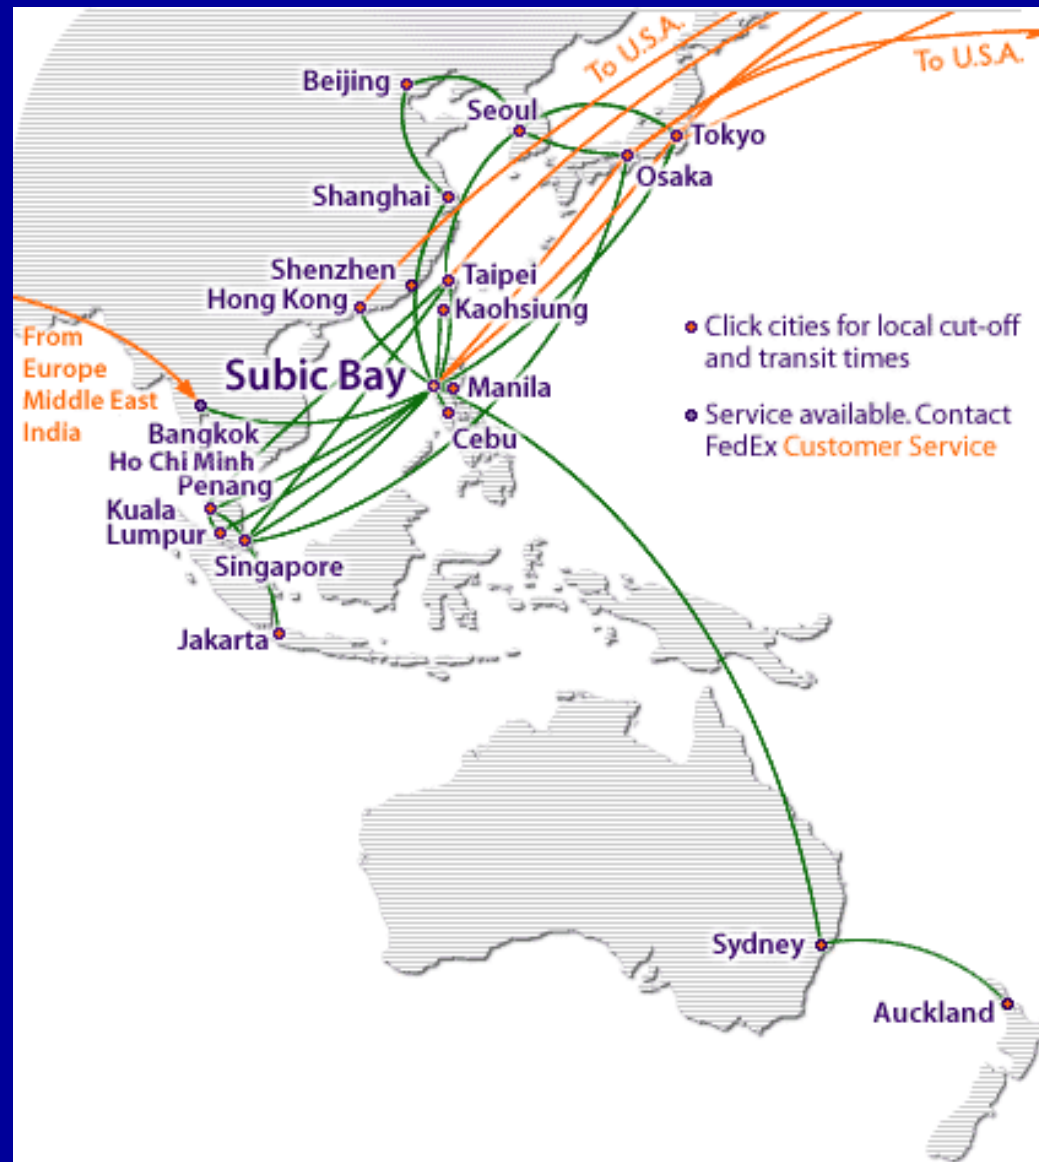 To U.S.A.
To U.S.A.
Beijing
Seoul
Tokyo
Osaka
Shanghai
Shenzhen
Taipei
Hong Kong
Kaohsiung
From
Europe
Middle East
India
Subic Bay
Manila
Cebu
Bangkok
Ho Chi Minh
Penang
Kuala
Lumpur
Singapore
Jakarta
Click cities for local cut-off
and transit times
Service available. Contact
FedEx Customer Service
Sydney
Auckland